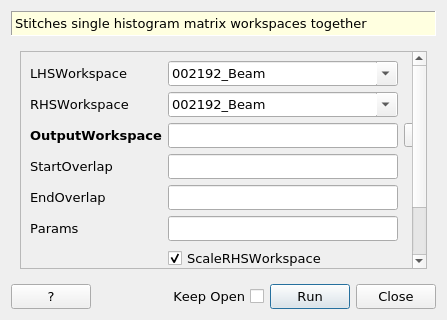 Stitches single histogram matrix workspaces together
LHSWorkspace 002192_Beam
RHSWorkspace 002192_Beam
OutputWorkspace
StartOverlap
EndOverlap
Params
ScaleRHSWorkspace
? Keep Open Run Close